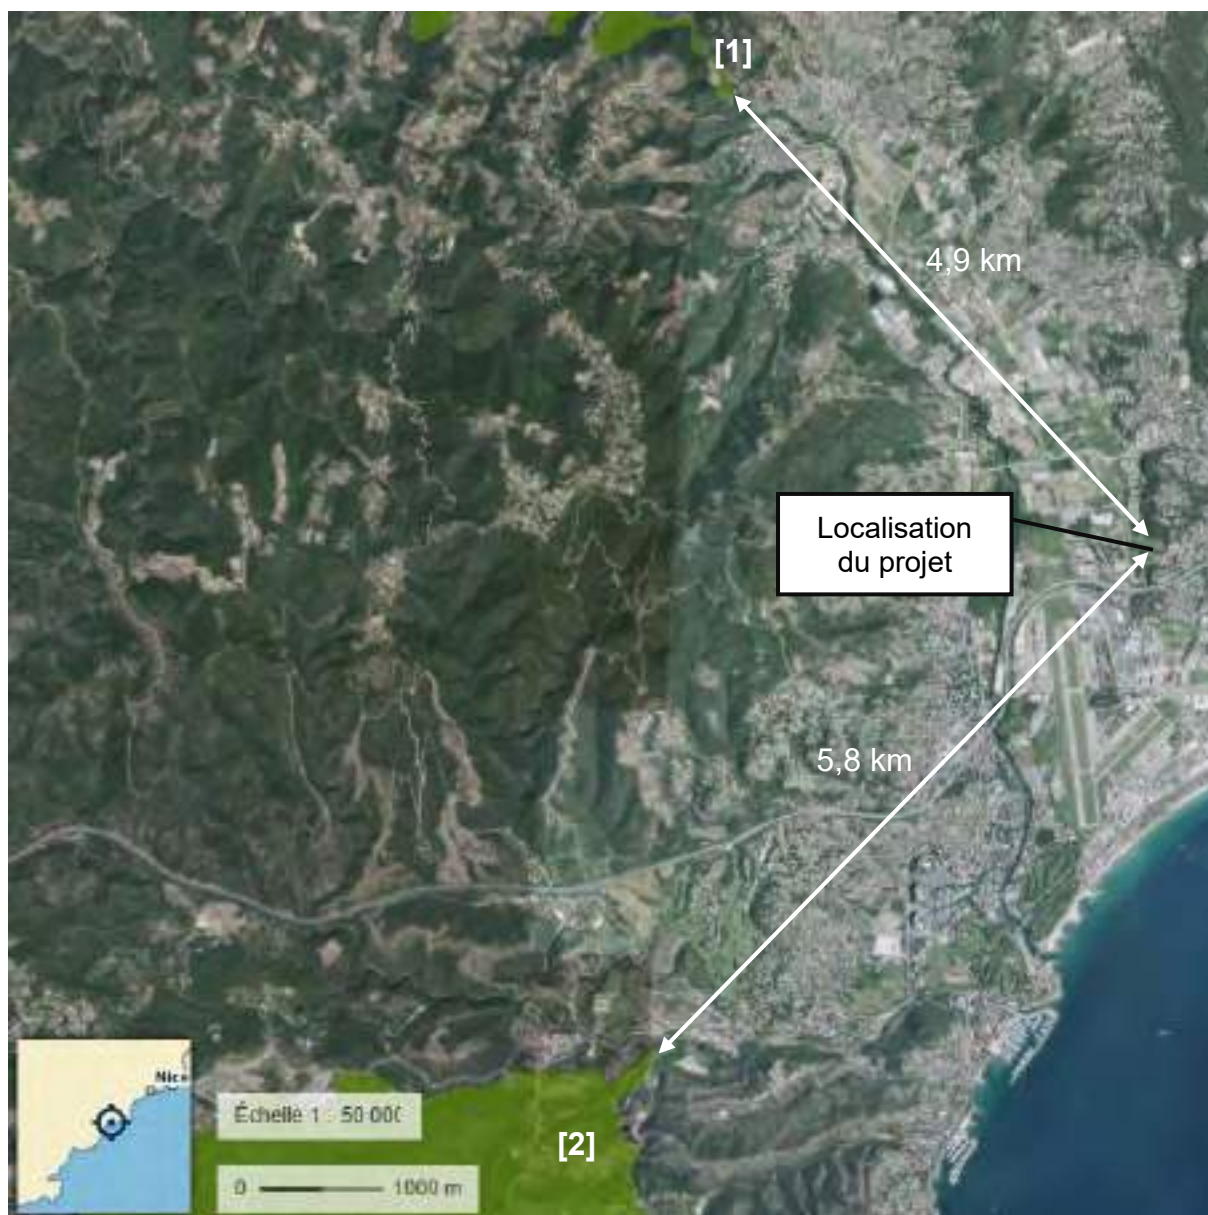 [1]
4,9 km
Localisation
du projet
5,8 km
Nice
Échelle 1 : 50 000
[2]
0 1000 m